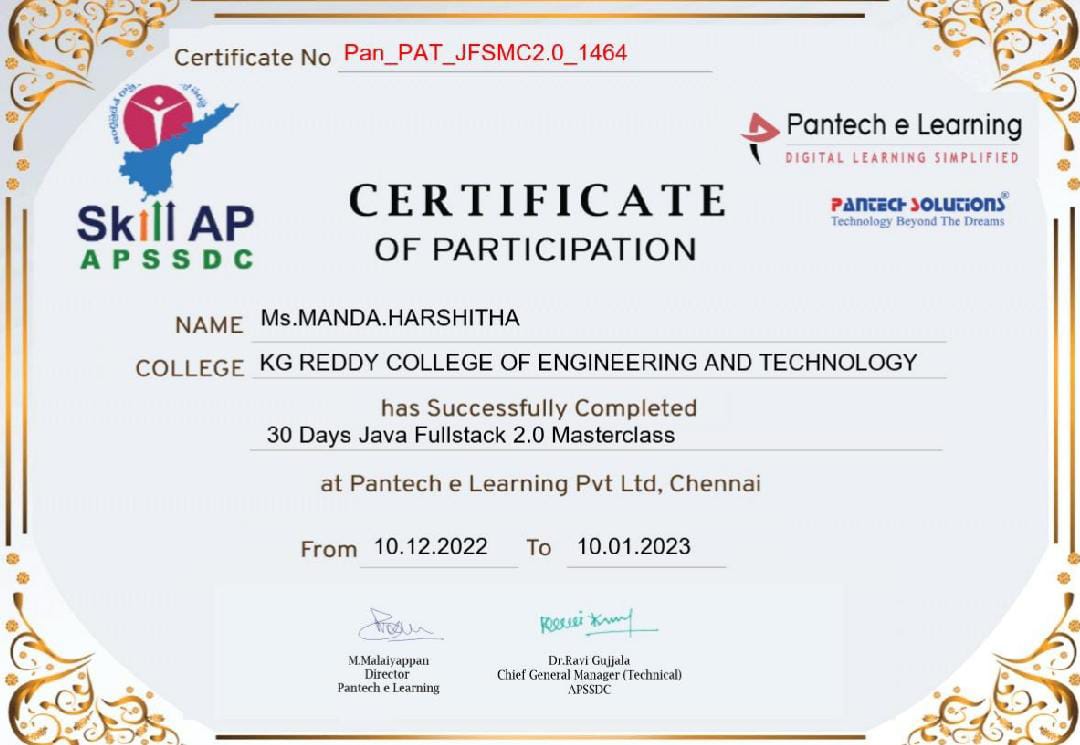 Certificate No Pan_PAT_JFSMC2.0_1464
Skill AP
APSSDC
Pantech e Learning
DIGITAL LEARNING SIMPLIFIED
PANTECH SOLUTIONS®
Technology Beyond The Dreams
CERTIFICATE
OF PARTICIPATION
NAME Ms.MANDA.HARSHITHA
COLLEGE KG REDDY COLLEGE OF ENGINEERING AND TECHNOLOGY
has Successfully Completed
30 Days Java Fullstack 2.0 Masterclass
at Pantech e Learning Pvt Ltd, Chennai
From 10.12.2022 To 10.01.2023
M.Malaiyappan
Director
Pantech e Learning
Dr.Ravi Gujjala
Chief General Manager (Technical)
APSSDC